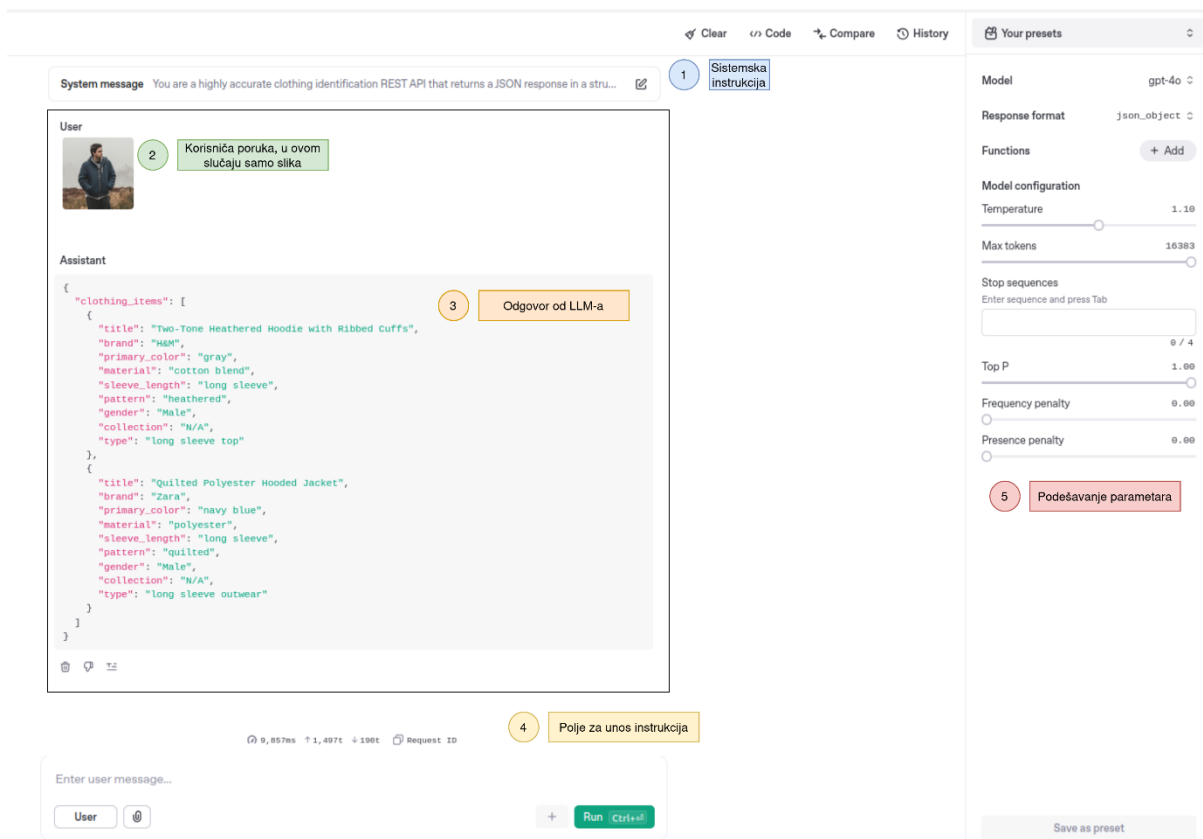 Clear
Code
Compare
History
Your presets
System message You are a highly accurate clothing identification REST API that returns a JSON response in a stru...
1
Sistemska
instrukcija
User
2
Korisniča poruka, u ovom
slučaju samo slika
Assistant
3
Odgovor od LLM-a
{
"clothing_items": [
{
"title": "Two-Tone Heathered Hoodie with Ribbed Cuffs",
"brand": "H&M",
"primary_color": "gray",
"material": "cotton blend",
"sleeve_length": "long sleeve",
"pattern": "heathered",
"gender": "Male",
"collection": "N/A",
"type": "long sleeve top"
},
{
"title": "Quilted Polyester Hooded Jacket",
"brand": "Zara",
"primary_color": "navy blue",
"material": "polyester",
"sleeve_length": "long sleeve",
"pattern": "quilted",
"gender": "Male",
"collection": "N/A",
"type": "long sleeve outwear"
}
]
}
4
Polje za unos instrukcija
9,857ms ↑1,497t ↓190t Request ID
Enter user message...
User
+
Run Ctrl+⏎
Model gpt-4o
Response format json_object
Functions + Add
Model configuration
Temperature 1.10
Max tokens 16383
Stop sequences
Enter sequence and press Tab
0 / 4
Top P 1.00
Frequency penalty 0.00
Presence penalty 0.00
5
Podešavanje parametara
Save as preset